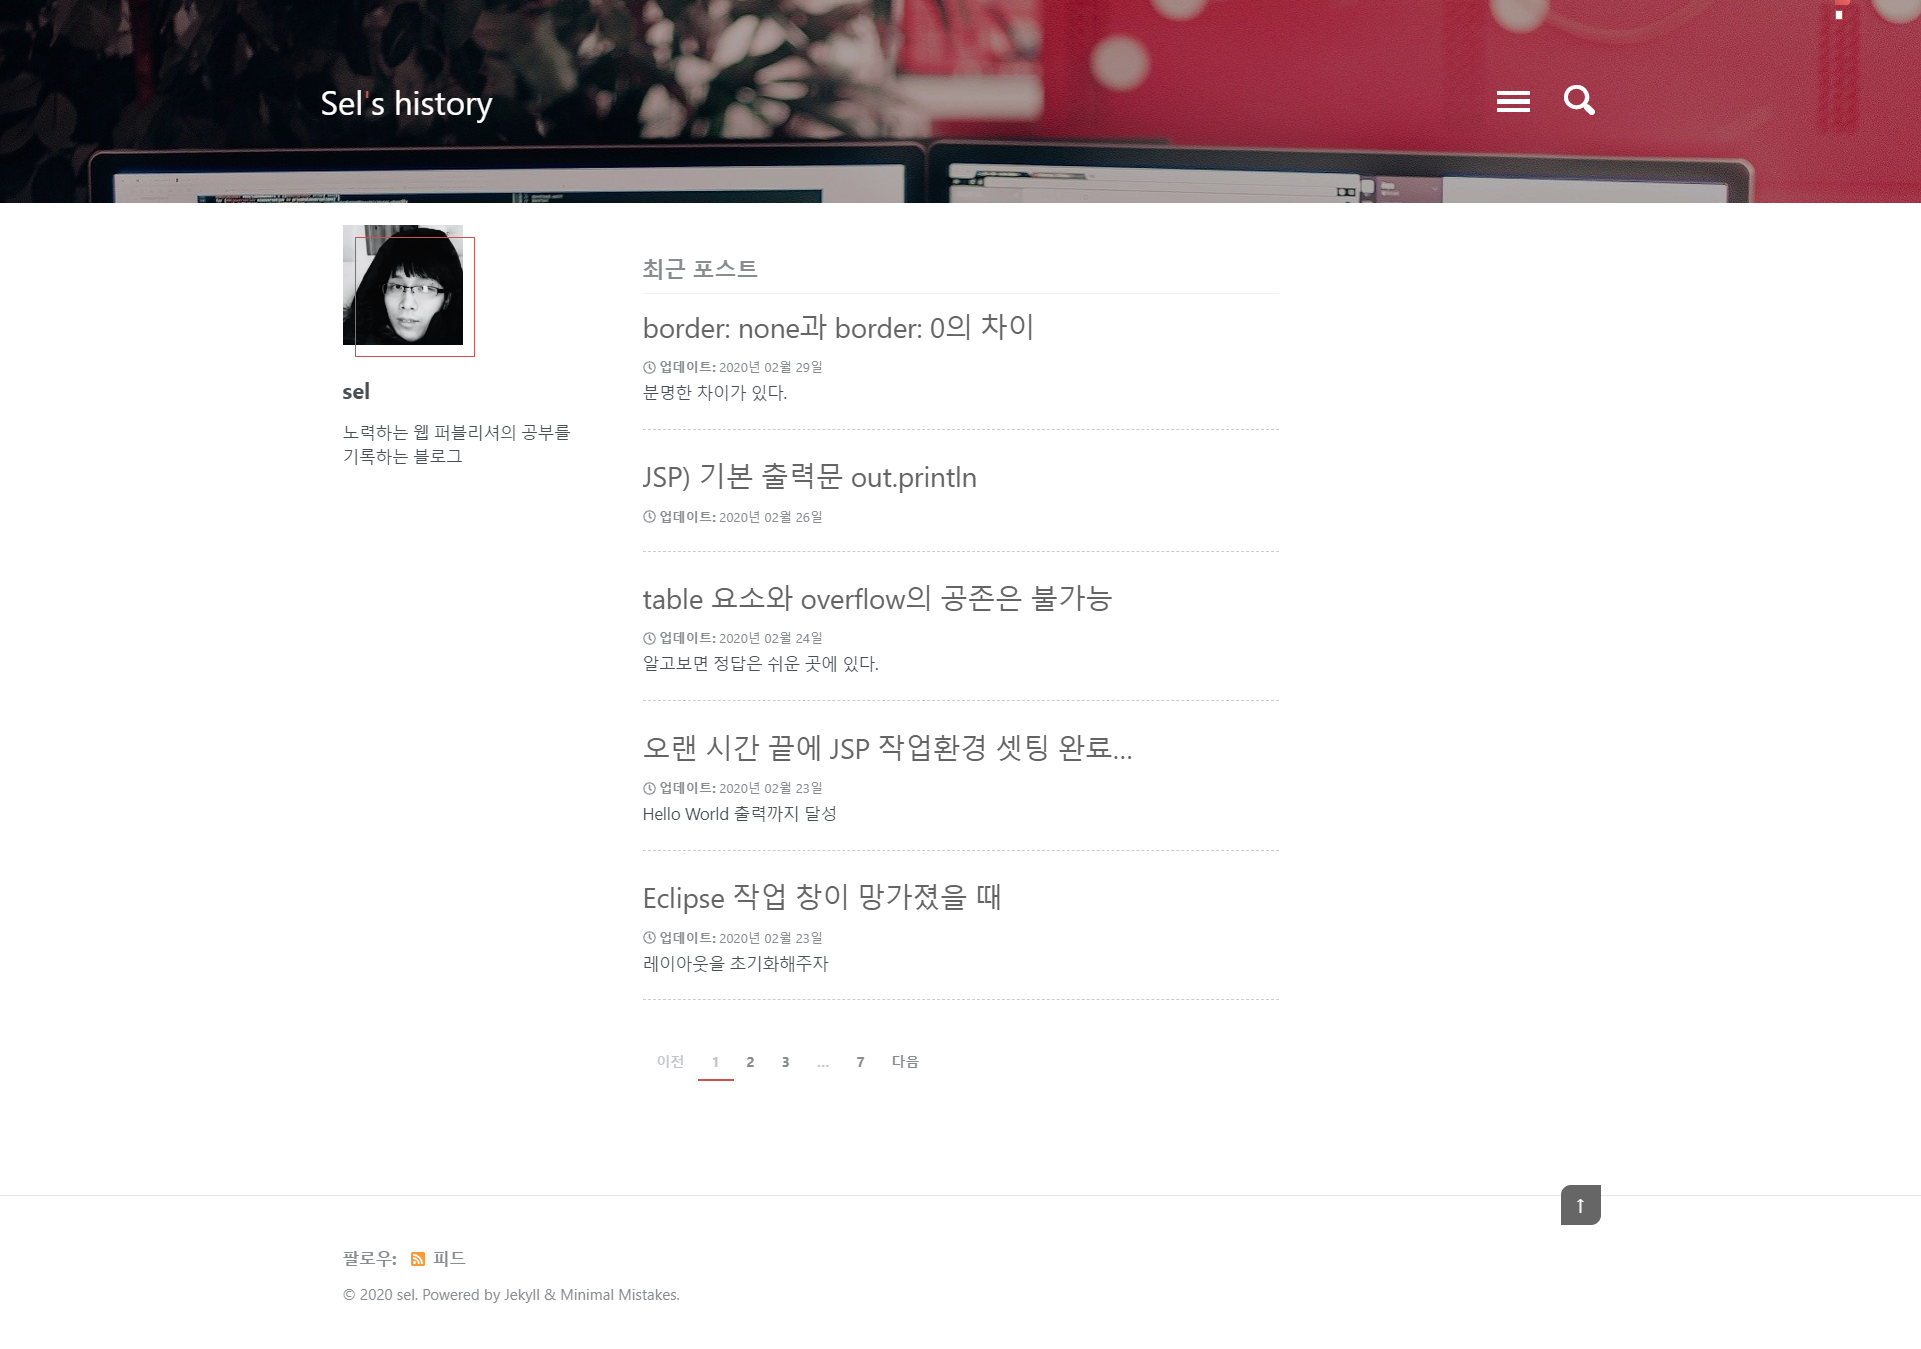 Sel's history
최근 포스트
border: none과 border: 0의 차이
업데이트: 2020년 02월 29일
분명한 차이가 있다.
sel
노력하는 웹 퍼블리셔의 공부를
기록하는 블로그
JSP) 기본 출력문 out.println
업데이트: 2020년 02월 26일
table 요소와 overflow의 공존은 불가능
업데이트: 2020년 02월 24일
알고보면 정답은 쉬운 곳에 있다.
오랜 시간 끝에 JSP 작업환경 셋팅 완료...
업데이트: 2020년 02월 23일
Hello World 출력까지 달성
Eclipse 작업 창이 망가졌을 때
업데이트: 2020년 02월 23일
레이아웃을 초기화해주자
이전 1 2 3 … 7 다음
↑
팔로우: 피드
© 2020 sel. Powered by Jekyll & Minimal Mistakes.